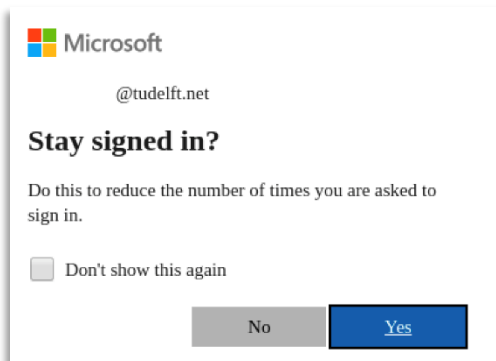 Microsoft
@tudelft.net
Stay signed in?
Do this to reduce the number of times you are asked to
sign in.
Don't show this again
No
Yes